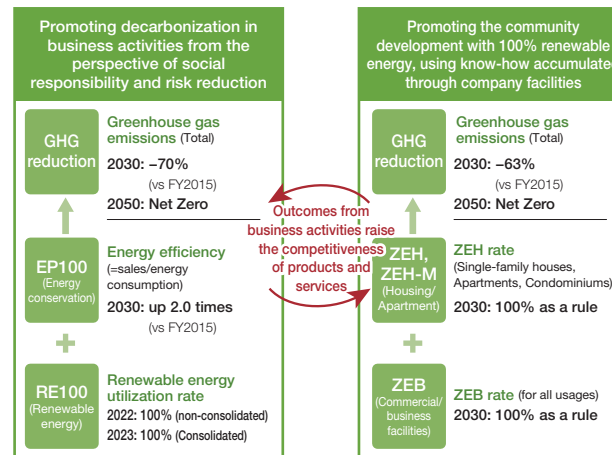 Promoting decarbonization in
business activities from the
perspective of social
responsibility and risk reduction
GHG
reduction
Greenhouse gas
emissions (Total)
2030: –70%
(vs FY2015)
2050: Net Zero
EP100
(Energy
conservation)
Energy efficiency
(=sales/energy
consumption)
2030: up 2.0 times
(vs FY2015)
RE100
(Renewable
energy)
Renewable energy
utilization rate
2022: 100% (non-consolidated)
2023: 100% (Consolidated)
Outcomes from
business activities raise
the competitiveness
of products and
services
Promoting the community
development with 100% renewable
energy, using know-how accumulate
through company facilities
GHG
reduction
Greenhouse gas
emissions (Total)
2030: –63%
(vs FY2015)
2050: Net Zero
ZEH,
ZEH-M
(Housing/
Apartment)
ZEH rate
(Single-family houses,
Apartments, Condominiums)
2030: 100% as a rule
ZEB
(Commercial/
business
facilities)
ZEB rate (for all usages)
2030: 100% as a rule